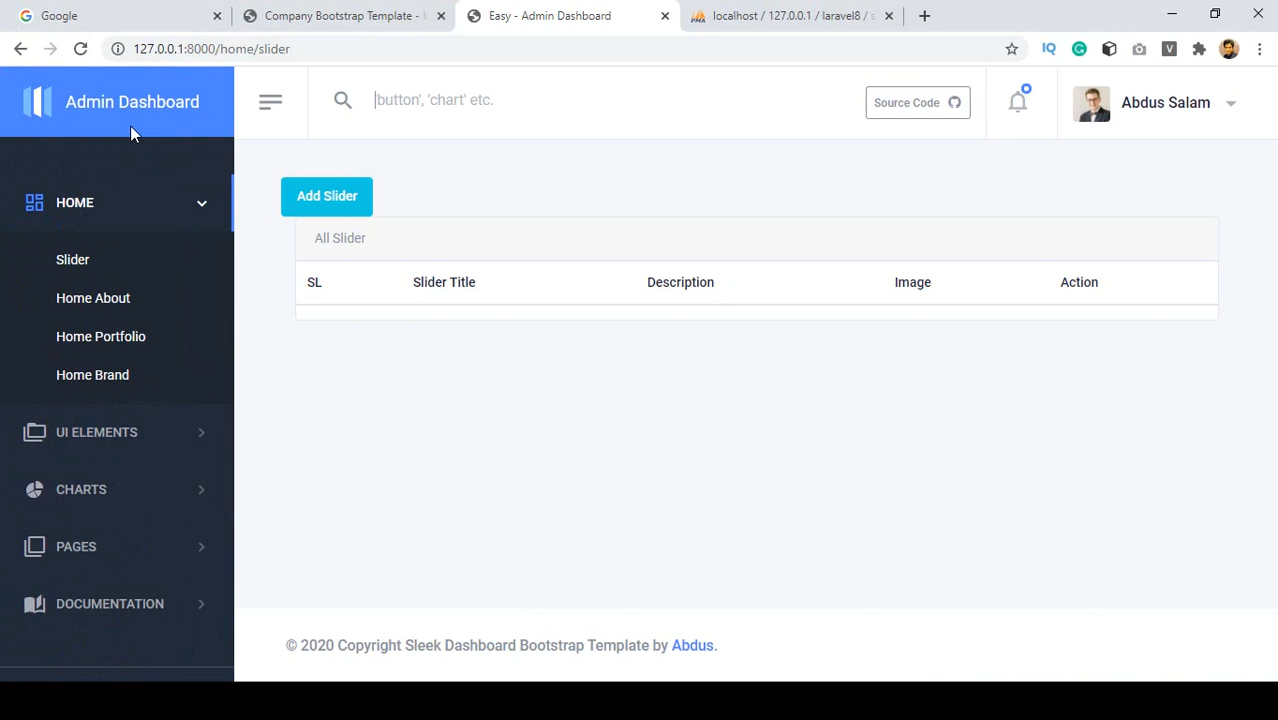 Google
Company Bootstrap Template - I
Easy - Admin Dashboard
localhost / 127.0.0.1 / laravel8 / s
127.0.0.1:8000/home/slider
IQ
V
Admin Dashboard
button', 'chart' etc.
Source Code
Abdus Salam
HOME
Slider
Home About
Home Portfolio
Home Brand
UI ELEMENTS
CHARTS
PAGES
DOCUMENTATION
Add Slider
All Slider
SL Slider Title Description Image Action
© 2020 Copyright Sleek Dashboard Bootstrap Template by Abdus.